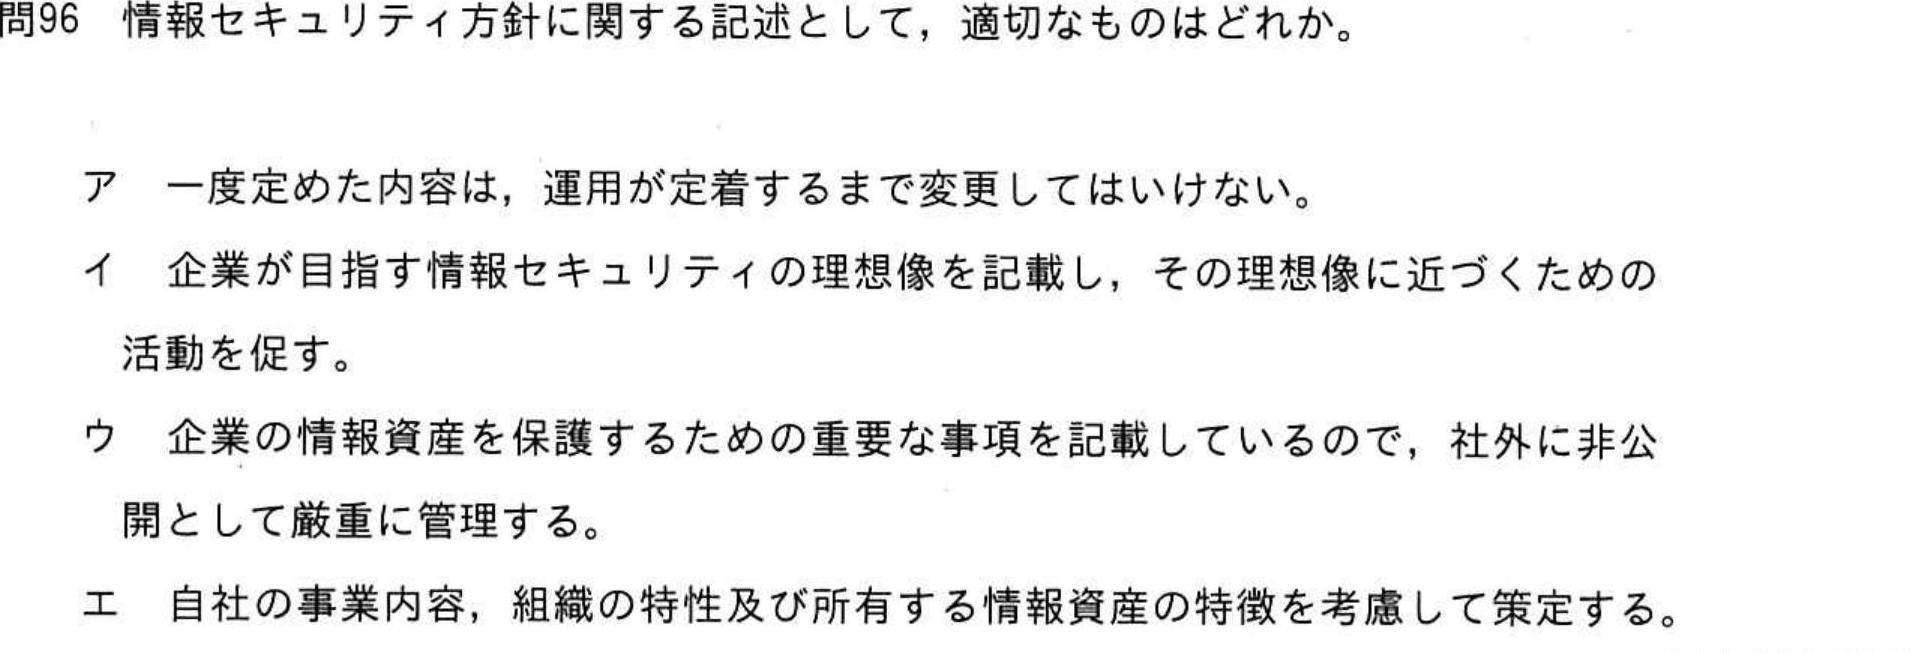 問96　情報セキュリティ方針に関する記述として，適切なものはどれか。
ア　一度定めた内容は，運用が定着するまで変更してはいけない。
イ　企業が目指す情報セキュリティの理想像を記載し，その理想像に近づくための
活動を促す。
ウ　企業の情報資産を保護するための重要な事項を記載しているので，社外に非公
開として厳重に管理する。
エ　自社の事業内容，組織の特性及び所有する情報資産の特徴を考慮して策定する。